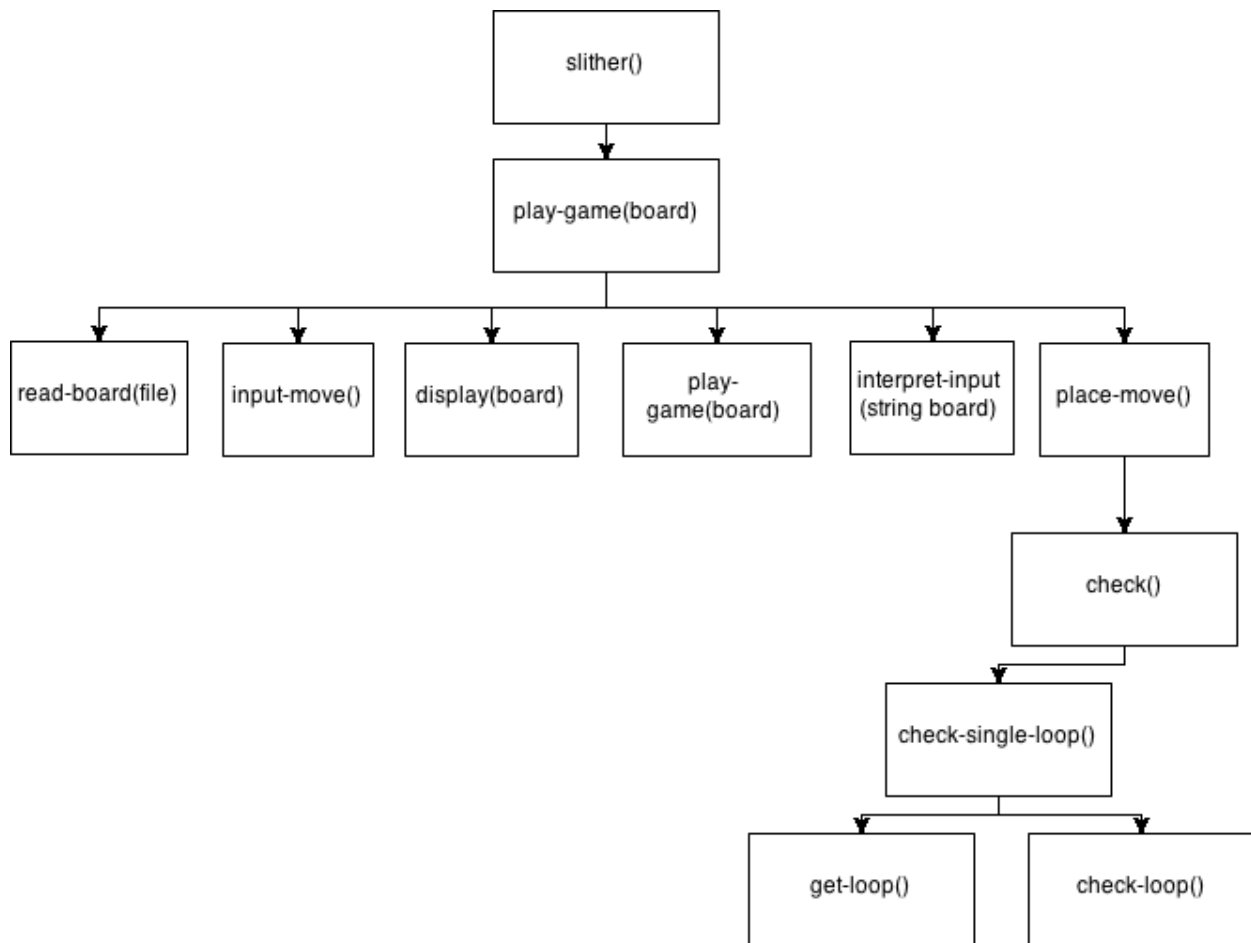 slither()
play-game(board)
read-board(file)
input-move()
display(board)
play-
game(board)
interpret-input
(string board)
place-move()
check()
check-single-loop()
get-loop()
check-loop()